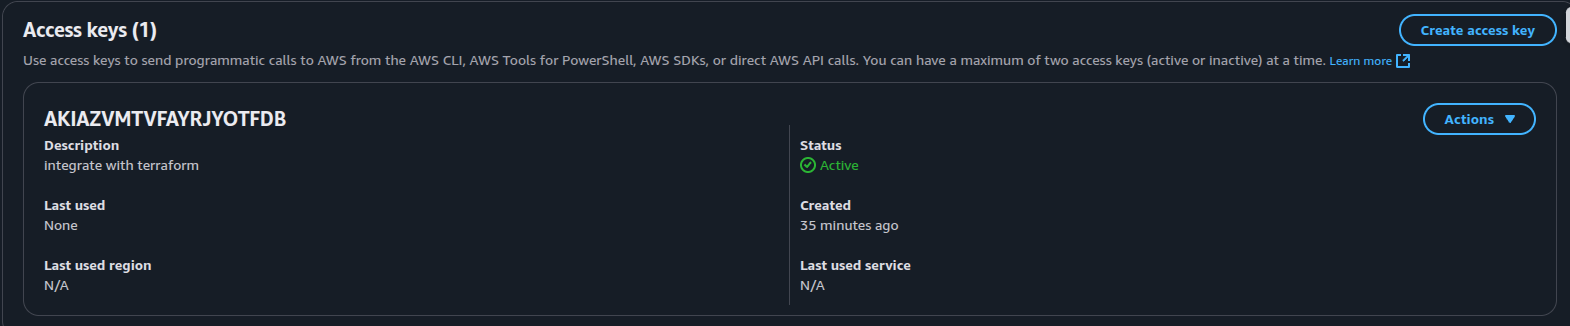 Access keys (1)
Create access key
Use access keys to send programmatic calls to AWS from the AWS CLI, AWS Tools for PowerShell, AWS SDKs, or direct AWS API calls. You can have a maximum of two access keys (active or inactive) at a time. Learn more
AKIAZVMTVFAYRJYOTFDB
Actions
Description
integrate with terraform
Status
Active
Last used
None
Created
35 minutes ago
Last used region
N/A
Last used service
N/A